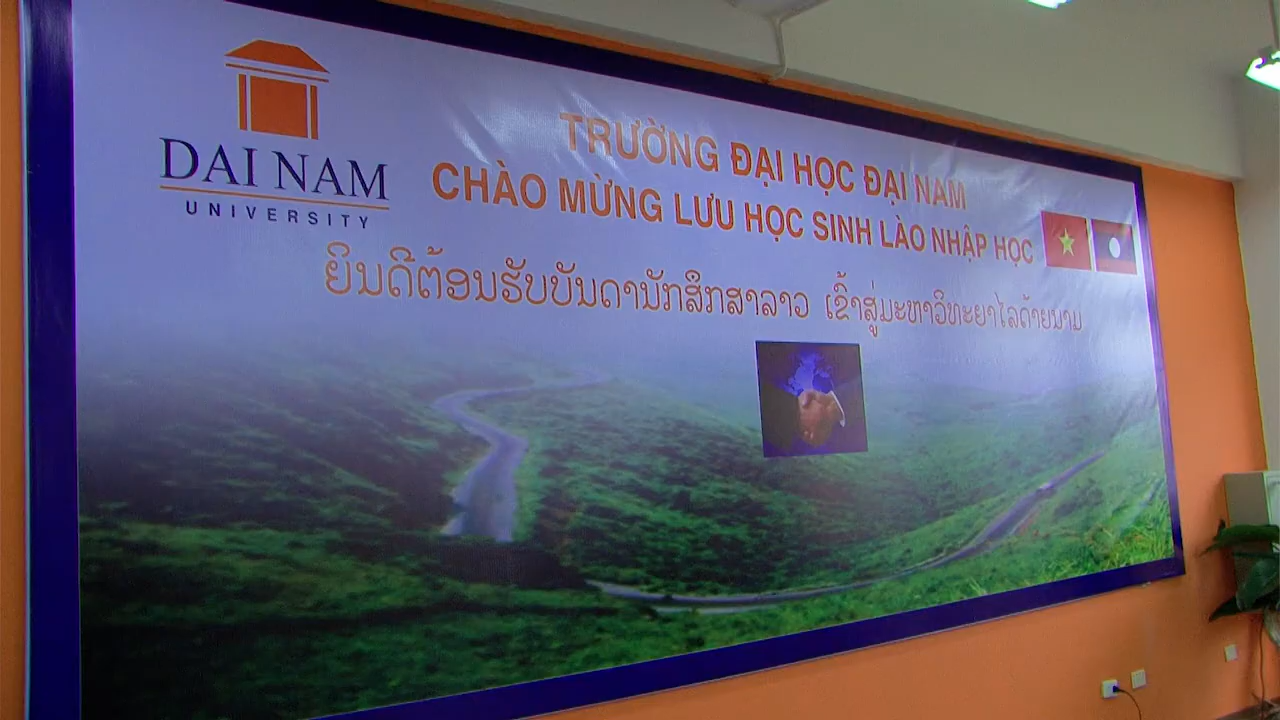 DAI NAM
UNIVERSITY
TRƯỜNG ĐẠI HỌC ĐẠI NAM
CHÀO MỪNG LƯU HỌC SINH LÀO NHẬP HỌC
ຍິນດີຕ້ອນຮັບບັນດານັກສຶກສາລາວ ເຂົ້າສູ່ມະຫາວິທະຍາໄລດ້າຍນາມ